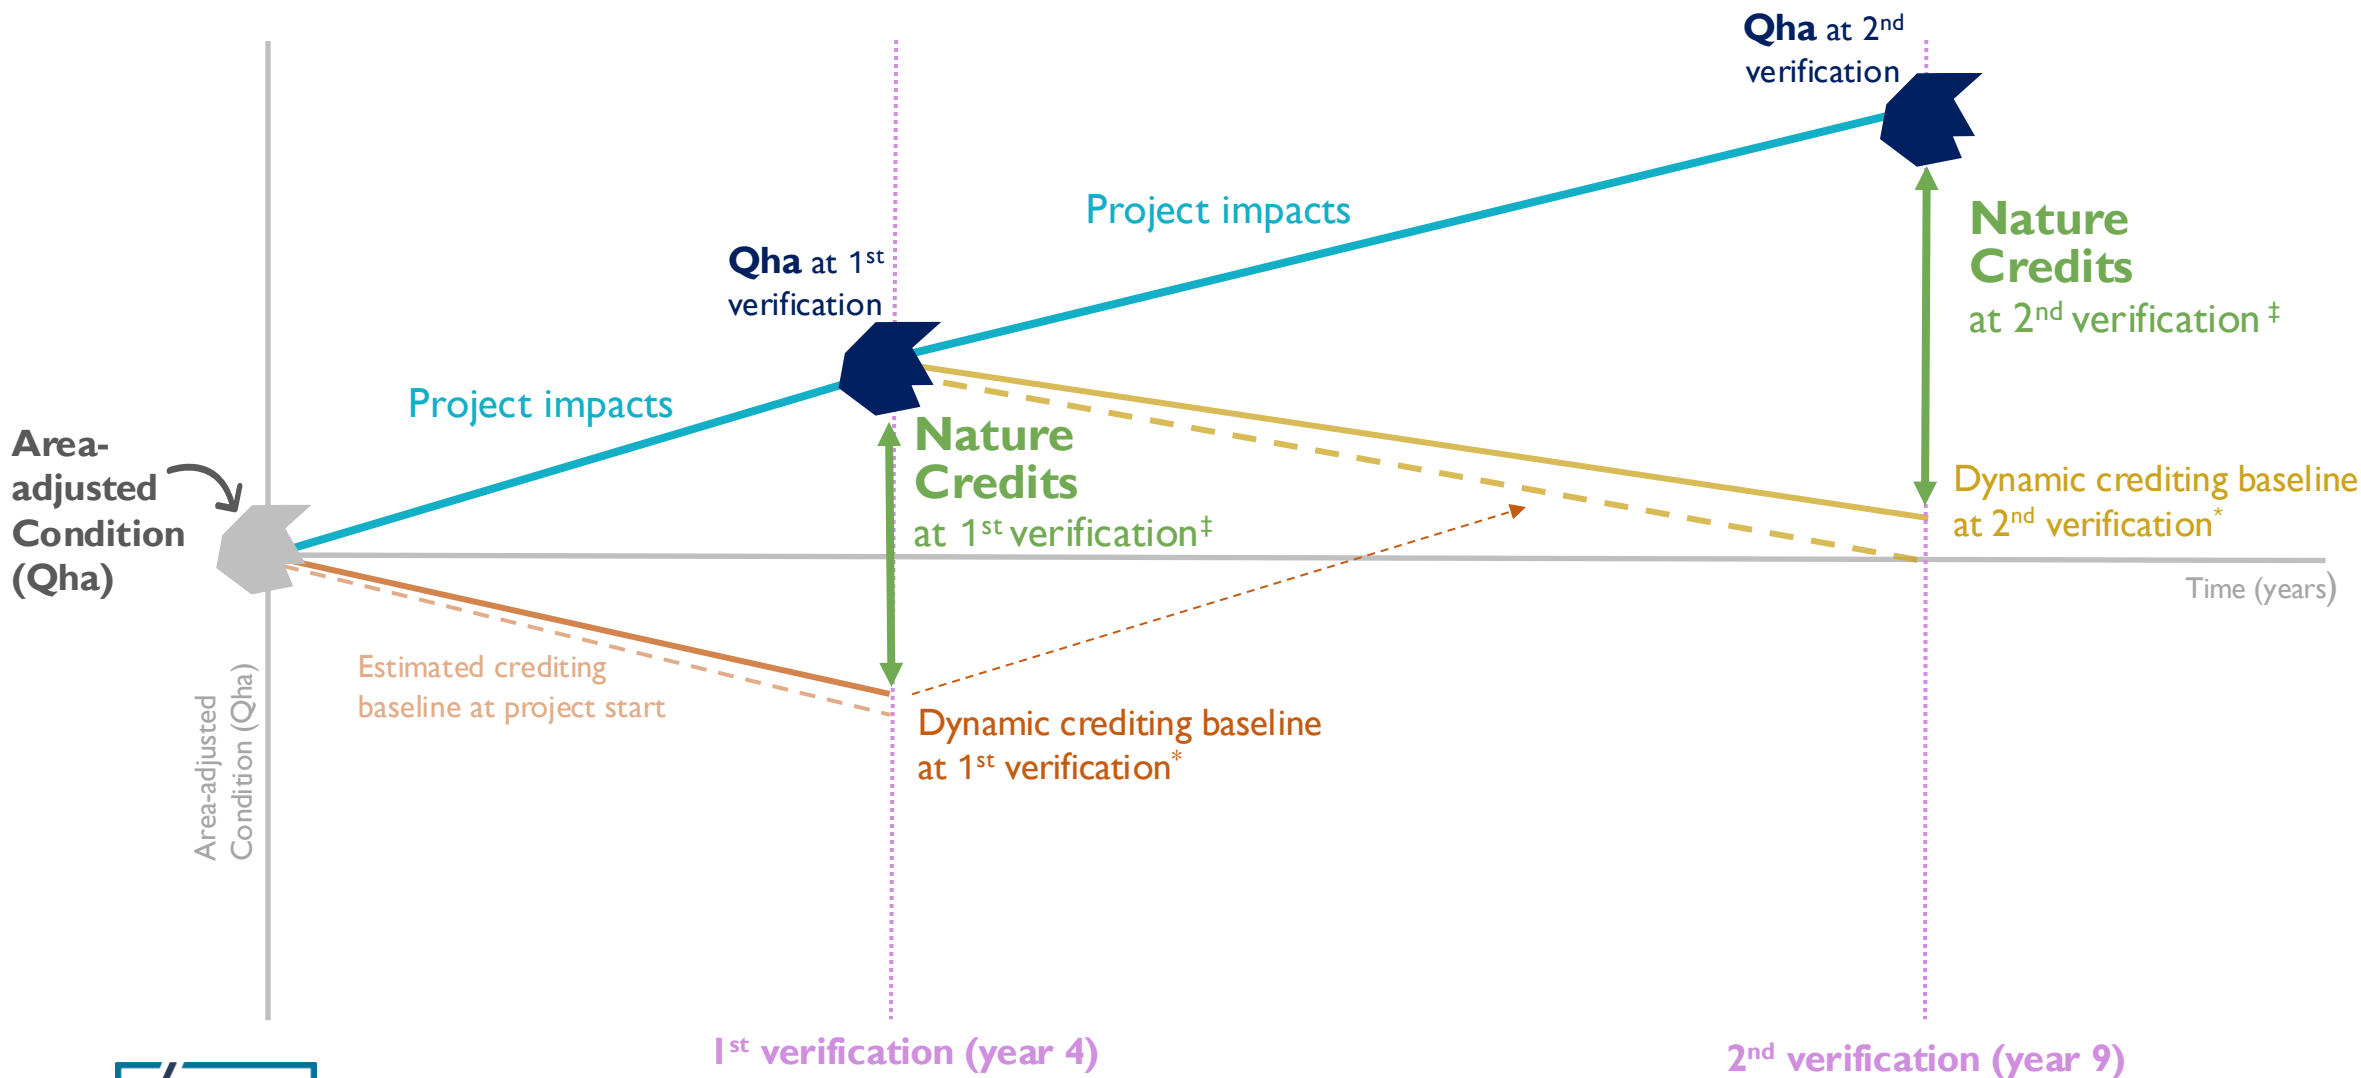 Qha at 2nd
verification
Project impacts
Nature
Credits
at 2nd verification ‡
Qha at 1st
verification
Project impacts
Area-
adjusted
Condition
(Qha)
Nature
Credits
at 1st verification‡
Dynamic crediting baseline
at 2nd verification*
Time (years)
Estimated crediting
baseline at project start
Area-adjusted
Condition (Qha)
Dynamic crediting baseline
at 1st verification*
1st verification (year 4)
2nd verification (year 9)